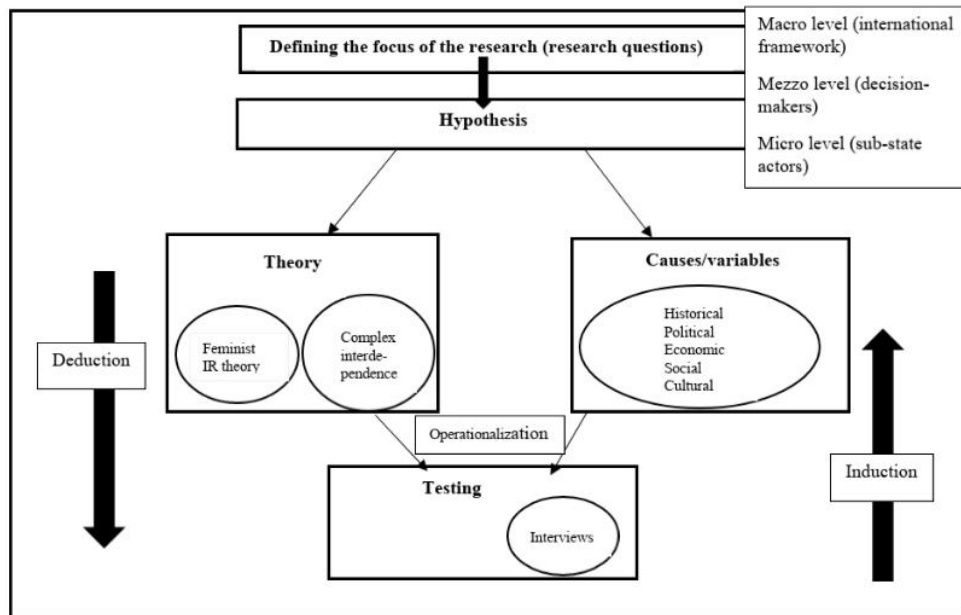 Defining the focus of the research (research questions)
Macro level (international
framework)
Mezzo level (decision-
makers)
Micro level (sub-state
actors)
Hypothesis
Theory
Feminist
IR theory
Complex
interde-
pendence
Causes/variables
Historical
Political
Economic
Social
Cultural
Deduction
Operationalization
Induction
Testing
Interviews